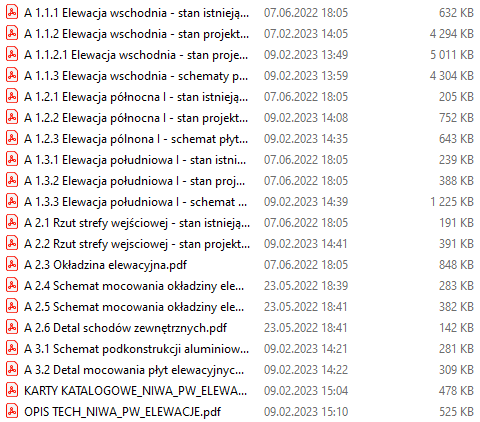 A 1.1.1 Elewacja wschodnia - stan istnieją... 07.06.2022 18:05 632 KB
A 1.1.2 Elewacja wschodnia - stan projekt... 09.02.2023 14:05 4 294 KB
A 1.1.2.1 Elewacja wschodnia - stan proje... 09.02.2023 13:49 5 011 KB
A 1.1.3 Elewacja wschodnia - schematy p... 09.02.2023 13:59 4 304 KB
A 1.2.1 Elewacja północna I - stan istnieją... 07.06.2022 18:05 205 KB
A 1.2.2 Elewacja północna I - stan projekt... 09.02.2023 14:08 752 KB
A 1.2.3 Elewacja pólnona I - schemat płyt... 09.02.2023 14:35 643 KB
A 1.3.1 Elewacja południowa I - stan istni... 07.06.2022 18:05 239 KB
A 1.3.2 Elewacja południowa I - stan proj... 07.06.2022 18:05 388 KB
A 1.3.3 Elewacja południowa I - schemat ... 09.02.2023 14:39 1 225 KB
A 2.1 Rzut strefy wejściowej - stan istnieją... 07.06.2022 18:05 191 KB
A 2.2 Rzut strefy wejsciowej - stan projekt... 09.02.2023 14:41 391 KB
A 2.3 Okładzina elewacyjna.pdf 07.06.2022 18:05 848 KB
A 2.4 Schemat mocowania okładziny ele... 23.05.2022 18:39 283 KB
A 2.5 Schemat mocowania okładziny ele... 23.05.2022 18:41 382 KB
A 2.6 Detal schodów zewnętrznych.pdf 23.05.2022 18:41 142 KB
A 3.1 Schemat podkonstrukcji aluminiow... 09.02.2023 14:21 281 KB
A 3.2 Detal mocowania płyt elewacyjnyc... 09.02.2023 14:22 309 KB
KARTY KATALOGOWE_NIWA_PW_ELEWA... 09.02.2023 15:04 478 KB
OPIS TECH_NIWA_PW_ELEWACJE.pdf 09.02.2023 15:10 525 KB